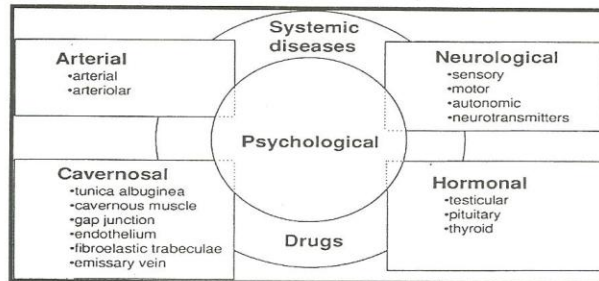 Systemic
diseases
Arterial
•arterial
•arteriolar
Neurological
•sensory
•motor
•autonomic
•neurotransmitters
Psychological
Cavernosal
•tunica albuginea
•cavernous muscle
•gap junction
•endothelium
•fibroelastic trabeculae
•emissary vein
Hormonal
•testicular
•pituitary
•thyroid
Drugs